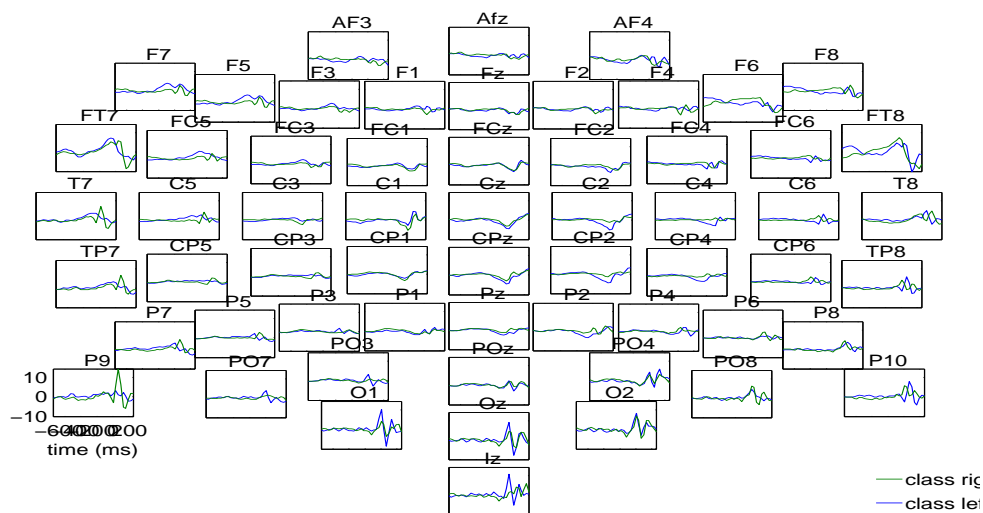 AF3 Afz AF4
F7 F5 F3 F1 Fz F2 F4 F6 F8
FT7 FC5 FC3 FC1 FCz FC2 FC4 FC6 FT8
T7 C5 C3 C1 Cz C2 C4 C6 T8
TP7 CP5 CP3 CP1 CPz CP2 CP4 CP6 TP8
P7 P5 P3 P1 Pz P2 P4 P6 P8
P9 PO7 PO3 POz PO4 PO8 P10
O1 Oz O2
Iz
10
0
−10
time (ms)
class rig
class left